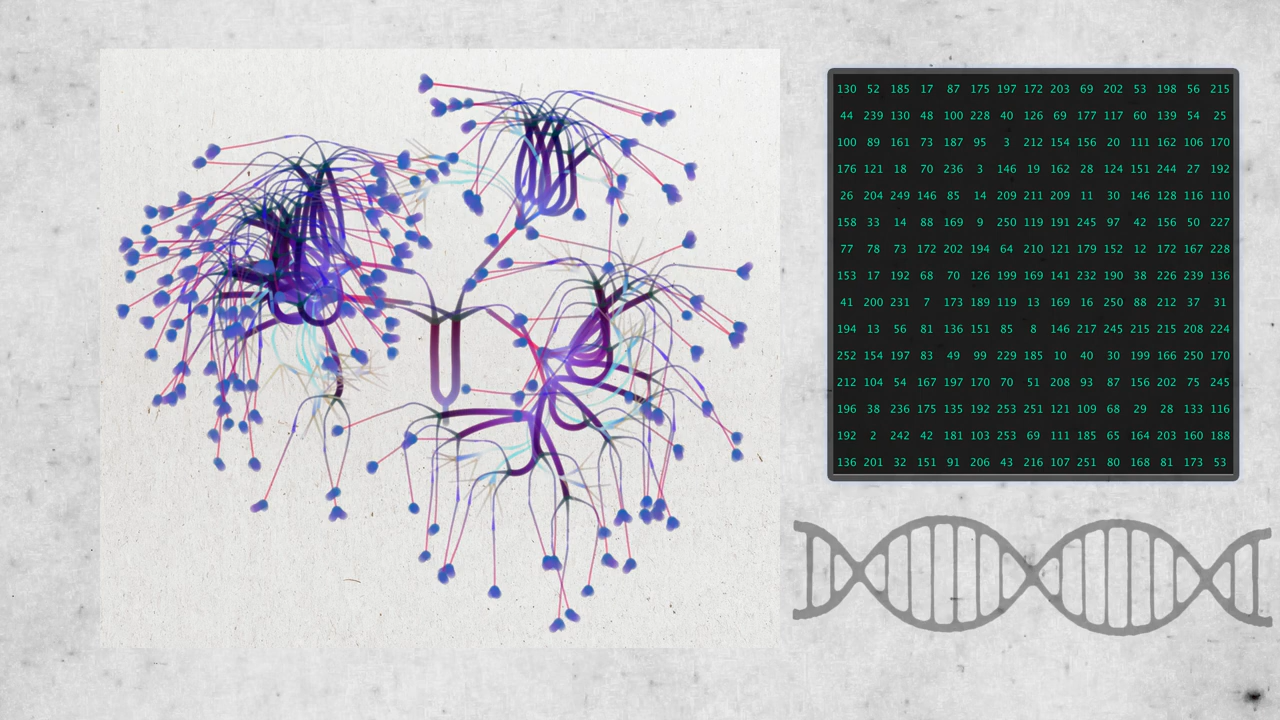 130 52 185 17 87 175 197 172 203 69 202 53 198 56 215
44 239 130 48 100 228 40 126 69 177 117 60 139 54 25
100 89 161 73 187 95 3 212 154 156 20 111 162 106 170
176 121 18 70 236 3 146 19 162 28 124 151 244 27 192
26 204 249 146 85 14 209 211 209 11 30 146 128 116 110
158 33 14 88 169 9 250 119 191 245 97 42 156 50 227
77 78 73 172 202 194 64 210 121 179 152 12 172 167 228
153 17 192 68 70 126 199 169 141 232 190 38 226 239 136
41 200 231 7 173 189 119 13 169 16 250 88 212 37 31
194 13 56 81 136 151 85 8 146 217 245 215 215 208 224
252 154 197 83 49 99 229 185 10 40 30 199 166 250 170
212 104 54 167 197 170 70 51 208 93 87 156 202 75 245
196 38 236 175 135 192 253 251 121 109 68 29 28 133 116
192 2 242 42 181 103 253 69 111 185 65 164 203 160 188
136 201 32 151 91 206 43 216 107 251 80 168 81 173 53